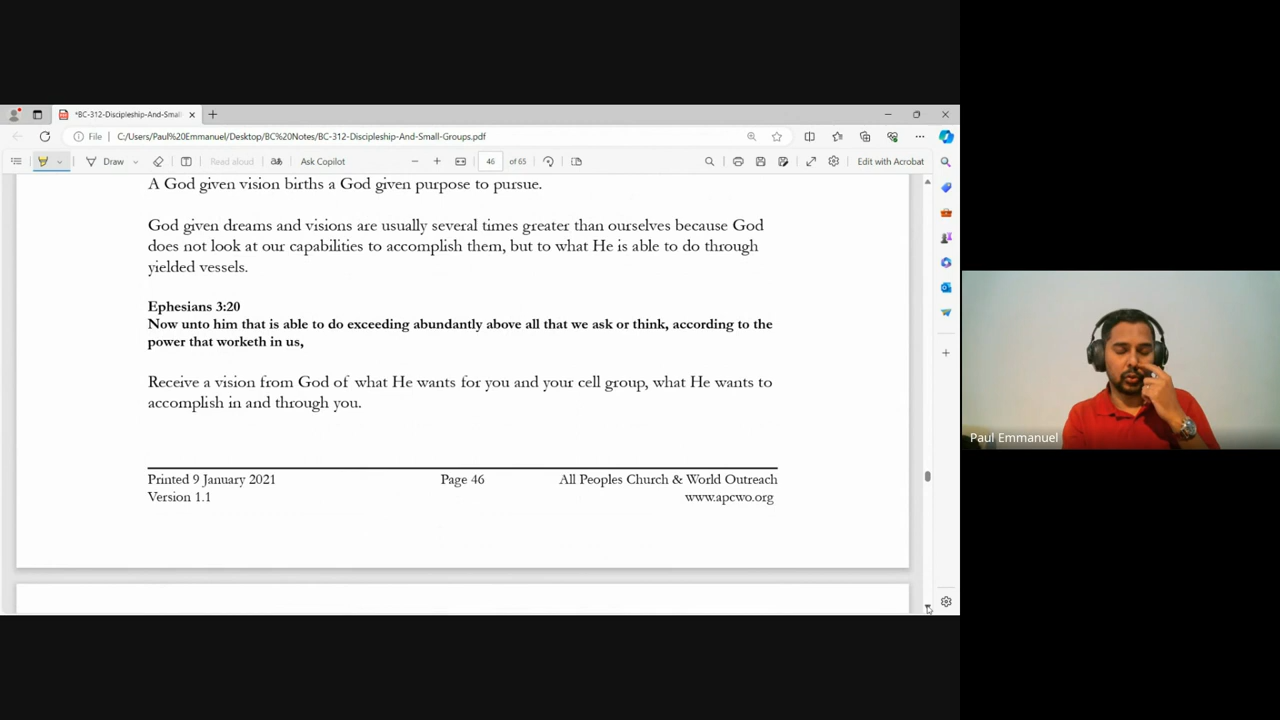 *BC-312-Discipleship-And-Small-
File
C:/Users/Paul%20Emmanuel/Desktop/BC%20Notes/BC-312-Discipleship-And-Small-Groups.pdf
Draw
Read aloud
Ask Copilot
46
of 65
Edit with Acrobat
A God given vision births a God given purpose to pursue.
God given dreams and visions are usually several times greater than ourselves because God
does not look at our capabilities to accomplish them, but to what He is able to do through
yielded vessels.
Ephesians 3:20
Now unto him that is able to do exceeding abundantly above all that we ask or think, according to the
power that worketh in us,
Receive a vision from God of what He wants for you and your cell group, what He wants to
accomplish in and through you.
Printed 9 January 2021
Page 46
All Peoples Church & World Outreach
Version 1.1
www.apcwo.org
Paul Emmanuel